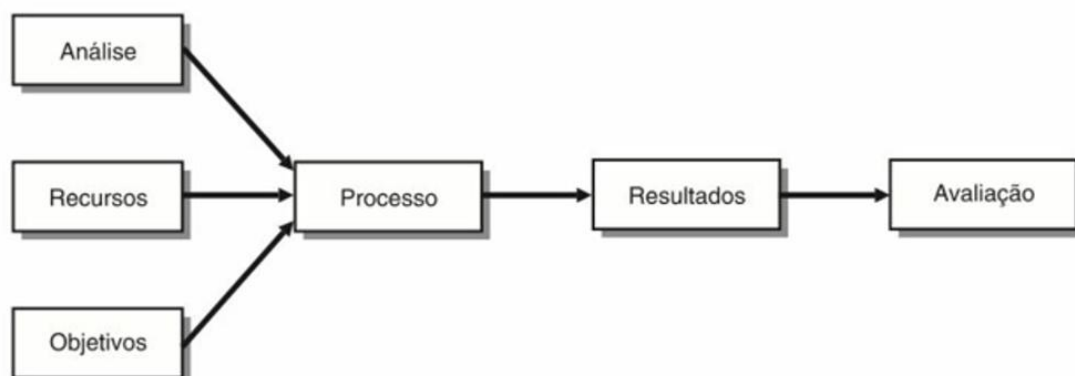 Análise
Recursos
Objetivos
Processo
Resultados
Avaliação